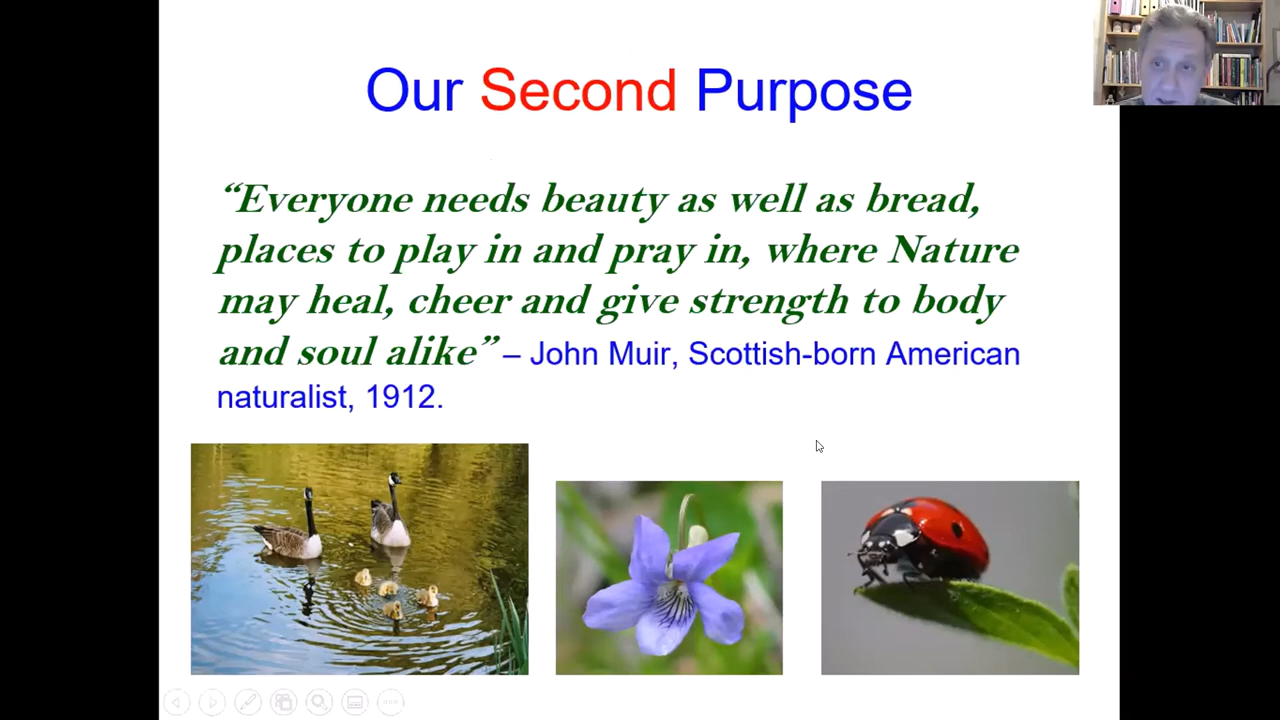 Our Second Purpose
“Everyone needs beauty as well as bread,
places to play in and pray in, where Nature
may heal, cheer and give strength to body
and soul alike” – John Muir, Scottish-born American
naturalist, 1912.